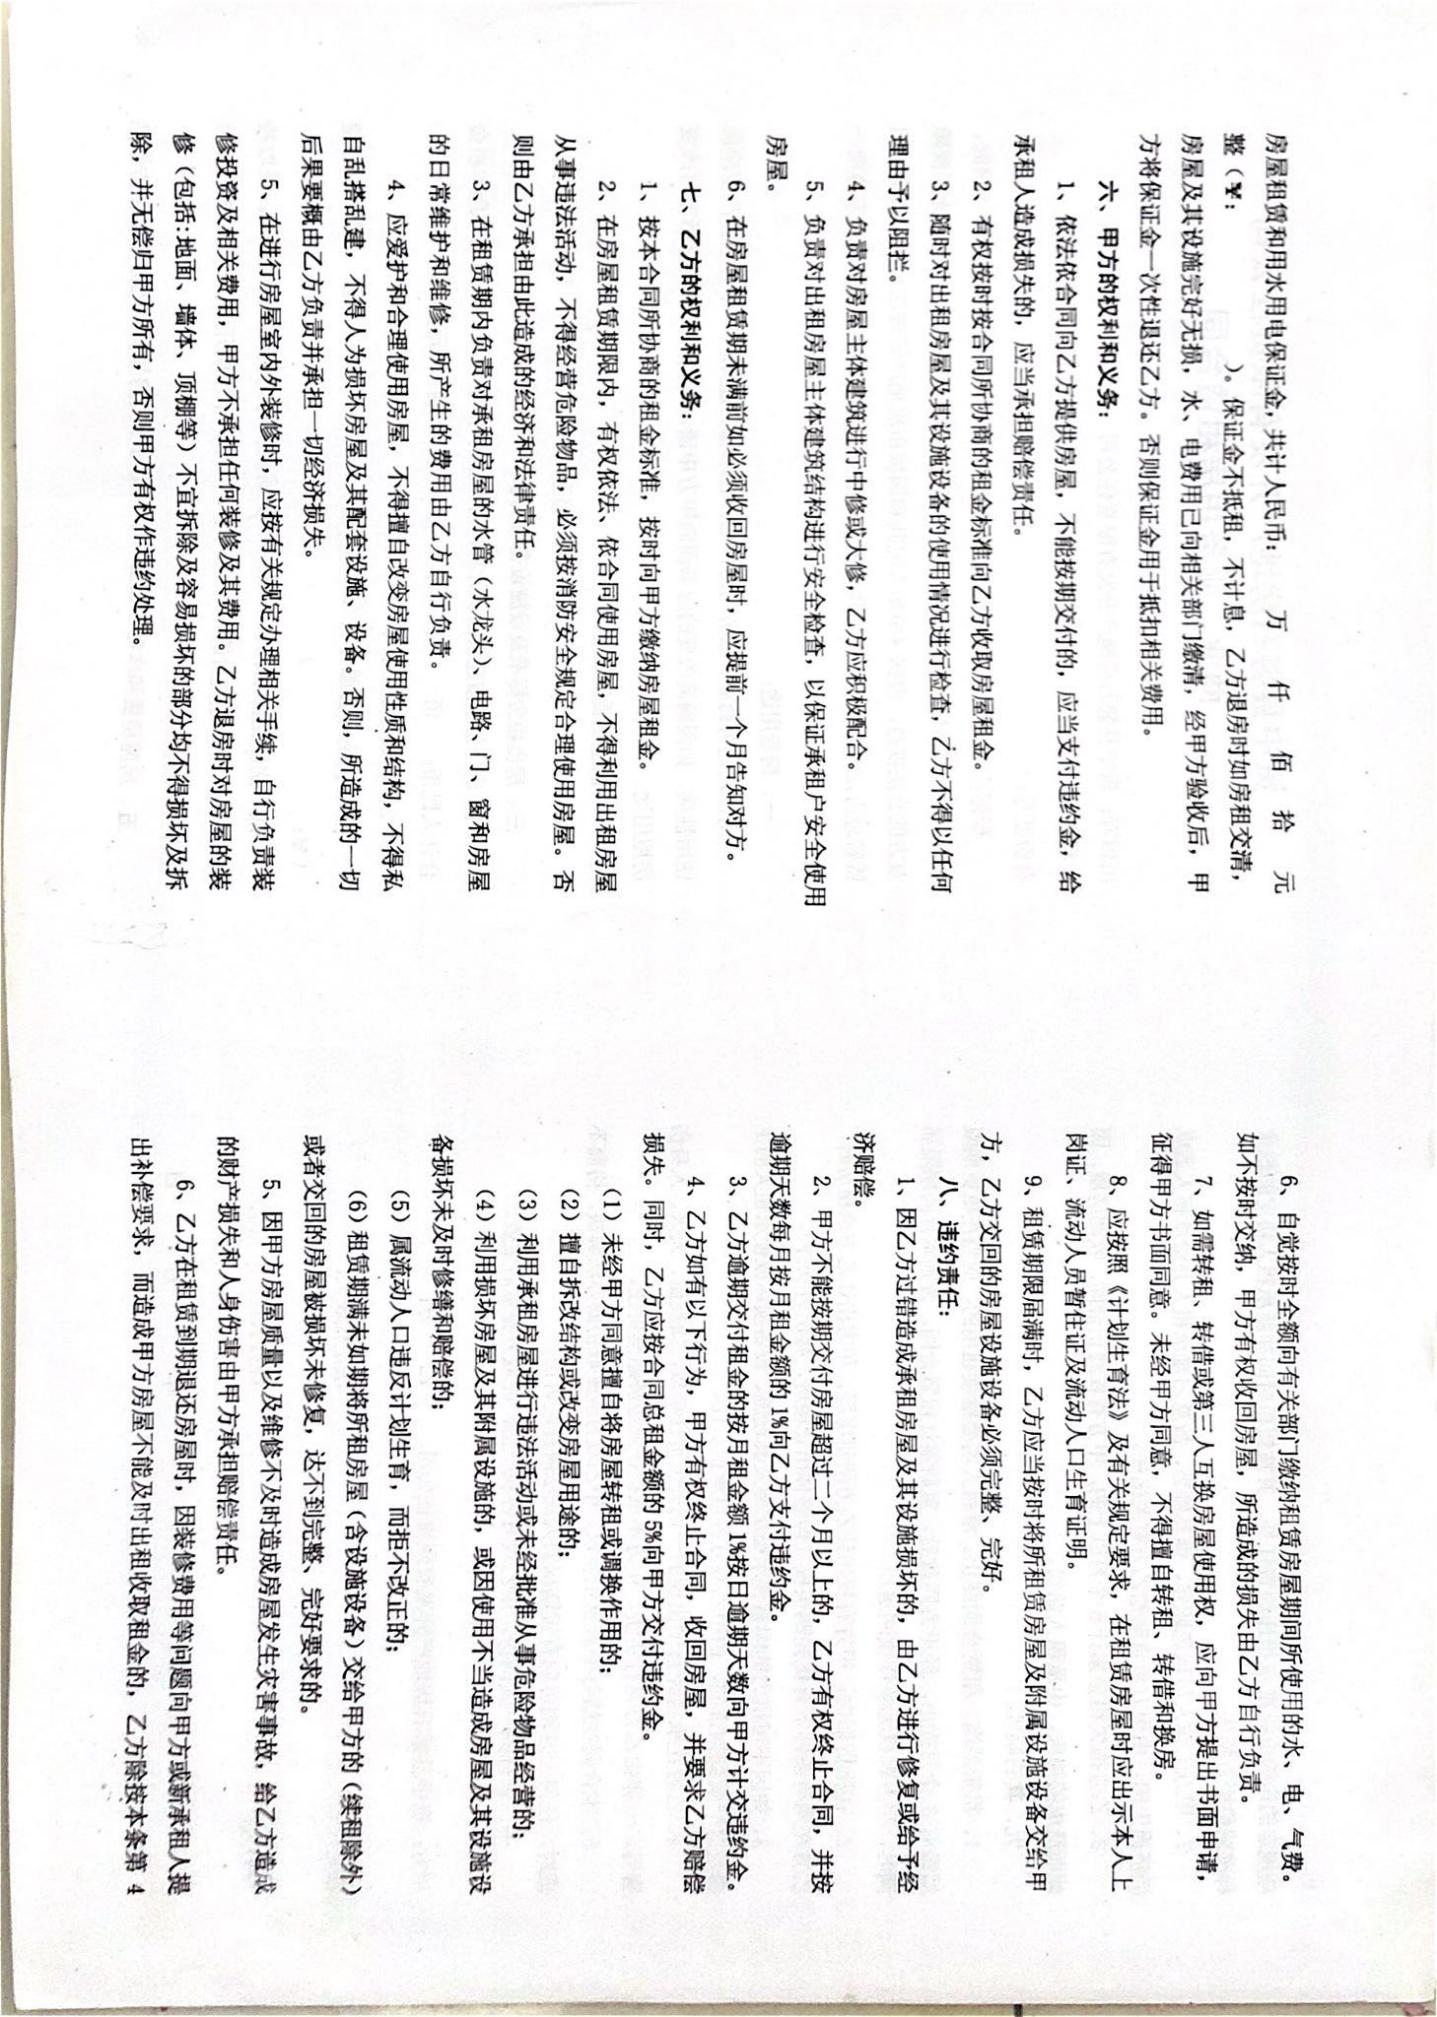 房屋租赁和用水用电保证金，共计人民币： 万 仟 佰 拾 元
整（￥： ）。保证金不抵租，不计息，乙方退房时如房租交清，
房屋及其设施完好无损，水、电费用已向相关部门缴清，经甲方验收后，甲
方将保证金一次性退还乙方。否则保证金用于抵扣相关费用。
六、甲方的权利和义务：
1、依法依合同向乙方提供房屋，不能按期交付的，应当支付违约金，给
承租人造成损失的，应当承担赔偿责任。
2、有权按时按合同所协商的租金标准向乙方收取房屋租金。
3、随时对出租房屋及其设施设备的使用情况进行检查，乙方不得以任何
理由予以阻拦。
4、负责对房屋主体建筑进行中修或大修，乙方应积极配合。
5、负责对出租房屋主体建筑结构进行安全检查，以保证承租户安全使用
房屋。
6、在房屋租赁期未满前如必须收回房屋时，应提前一个月告知对方。
七、乙方的权利和义务：
1、按本合同所协商的租金标准，按时向甲方缴纳房屋租金。
2、在房屋租赁期限内，有权依法、依合同使用房屋，不得利用出租房屋
从事违法活动，不得经营危险物品，必须按消防安全规定合理使用房屋。否
则由乙方承担由此造成的经济和法律责任。
3、在租赁期内负责对承租房屋的水管（水龙头）、电路、门、窗和房屋
的日常维护和维修，所产生的费用由乙方自行负责。
4、应爱护和合理使用房屋，不得擅自改变房屋使用性质和结构，不得私
自乱搭乱建，不得人为损坏房屋及其配套设施、设备。否则，所造成的一切
后果要概由乙方负责并承担一切经济损失。
5、在进行房屋室内外装修时，应按有关规定办理相关手续，自行负责装
修投资及相关费用，甲方不承担任何装修及其费用。乙方退房时对房屋的装
修（包括:地面、墙体、顶棚等）不宜拆除及容易损坏的部分均不得损坏及拆
除，并无偿归甲方所有，否则甲方有权作违约处理。
6、自觉按时全额向有关部门缴纳租赁房屋期间所使用的水、电、气费。
如不按时交纳，甲方有权收回房屋，所造成的损失由乙方自行负责。
7、如需转租、转借或第三人互换房屋使用权，应向甲方提出书面申请，
征得甲方书面同意。未经甲方同意，不得擅自转租、转借和换房。
8、应按照《计划生育法》及有关规定要求，在租赁房屋时应出示本人上
岗证、流动人员暂住证及流动人口生育证明。
9、租赁期限届满时，乙方应当按时将所租赁房屋及附属设施设备交给甲
方，乙方交回的房屋设施设备必须完整、完好。
八、违约责任：
1、因乙方过错造成承租房屋及其设施损坏的，由乙方进行修复或给予经
济赔偿。
2、甲方不能按期交付房屋超过二个月以上的，乙方有权终止合同，并按
逾期天数每月按月租金额的1%向乙方支付违约金。
3、乙方逾期交付租金的按月租金额1%按日逾期天数向甲方计交违约金。
4、乙方如有以下行为，甲方有权终止合同，收回房屋，并要求乙方赔偿
损失。同时，乙方应按合同总租金额的5%向甲方交付违约金。
（1）未经甲方同意擅自将房屋转租或调换作用的；
（2）擅自拆改结构或改变房屋用途的；
（3）利用承租房屋进行违法活动或未经批准从事危险物品经营的；
（4）利用损坏房屋及其附属设施的，或因使用不当造成房屋及其设施设
备损坏未及时修缮和赔偿的；
（5）属流动人口违反计划生育，而拒不改正的；
（6）租赁期满未如期将所租房屋（含设施设备）交给甲方的（续租除外）
或者交回的房屋被损坏未修复，达不到完整、完好要求的。
5、因甲方房屋质量以及维修不及时造成房屋发生灾害事故，给乙方造成
的财产损失和人身伤害由甲方承担赔偿责任。
6、乙方在租赁到期退还房屋时，因装修费用等问题向甲方或新承租人提
出补偿要求，而造成甲方房屋不能及时出租收取租金的，乙方除按本条第 4